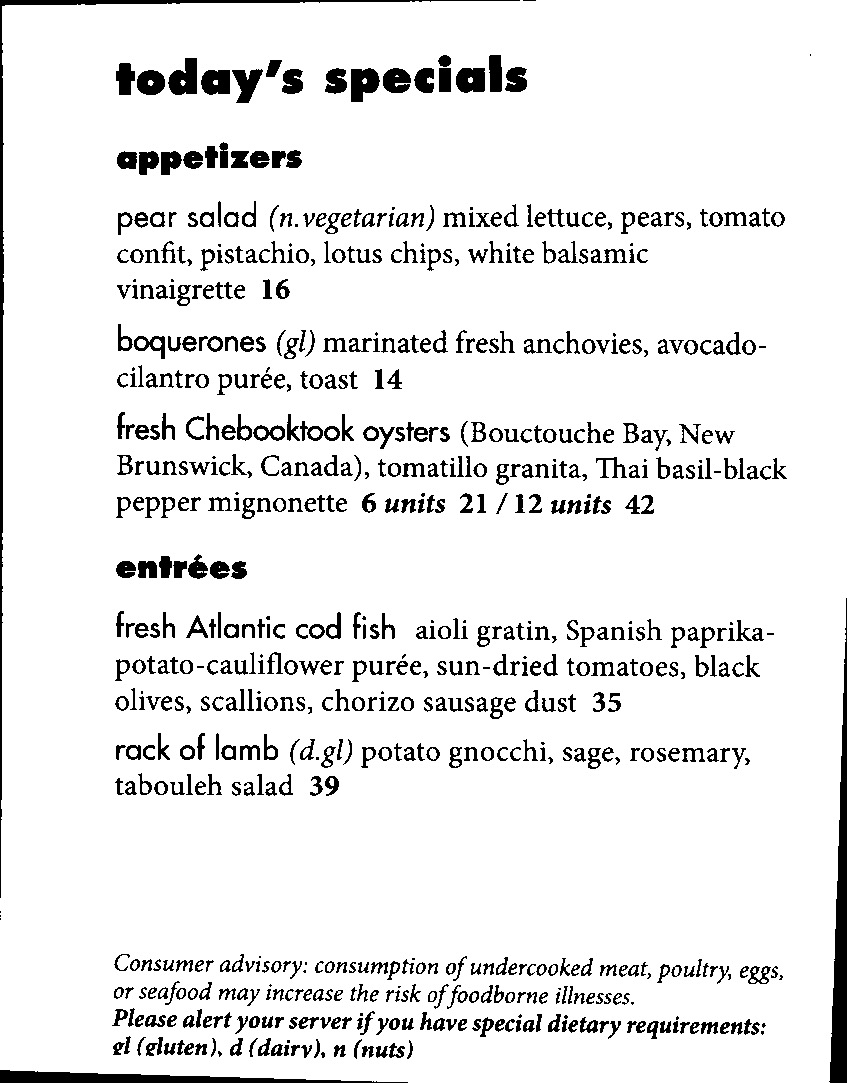 today's specials
appetizers
pear salad (n.vegetarian) mixed lettuce, pears, tomato
confit, pistachio, lotus chips, white balsamic
vinaigrette 16
boquerones (gl) marinated fresh anchovies, avocado-
cilantro purée, toast 14
fresh Chebooktook oysters (Bouctouche Bay, New
Brunswick, Canada), tomatillo granita, Thai basil-black
pepper mignonette 6 units 21 / 12 units 42
entrées
fresh Atlantic cod fish aioli gratin, Spanish paprika-
potato-cauliflower purée, sun-dried tomatoes, black
olives, scallions, chorizo sausage dust 35
rack of lamb (d.gl) potato gnocchi, sage, rosemary,
tabouleh salad 39
Consumer advisory: consumption of undercooked meat, poultry, eggs,
or seafood may increase the risk of foodborne illnesses.
Please alert your server if you have special dietary requirements:
gl (gluten), d (dairy), n (nuts)